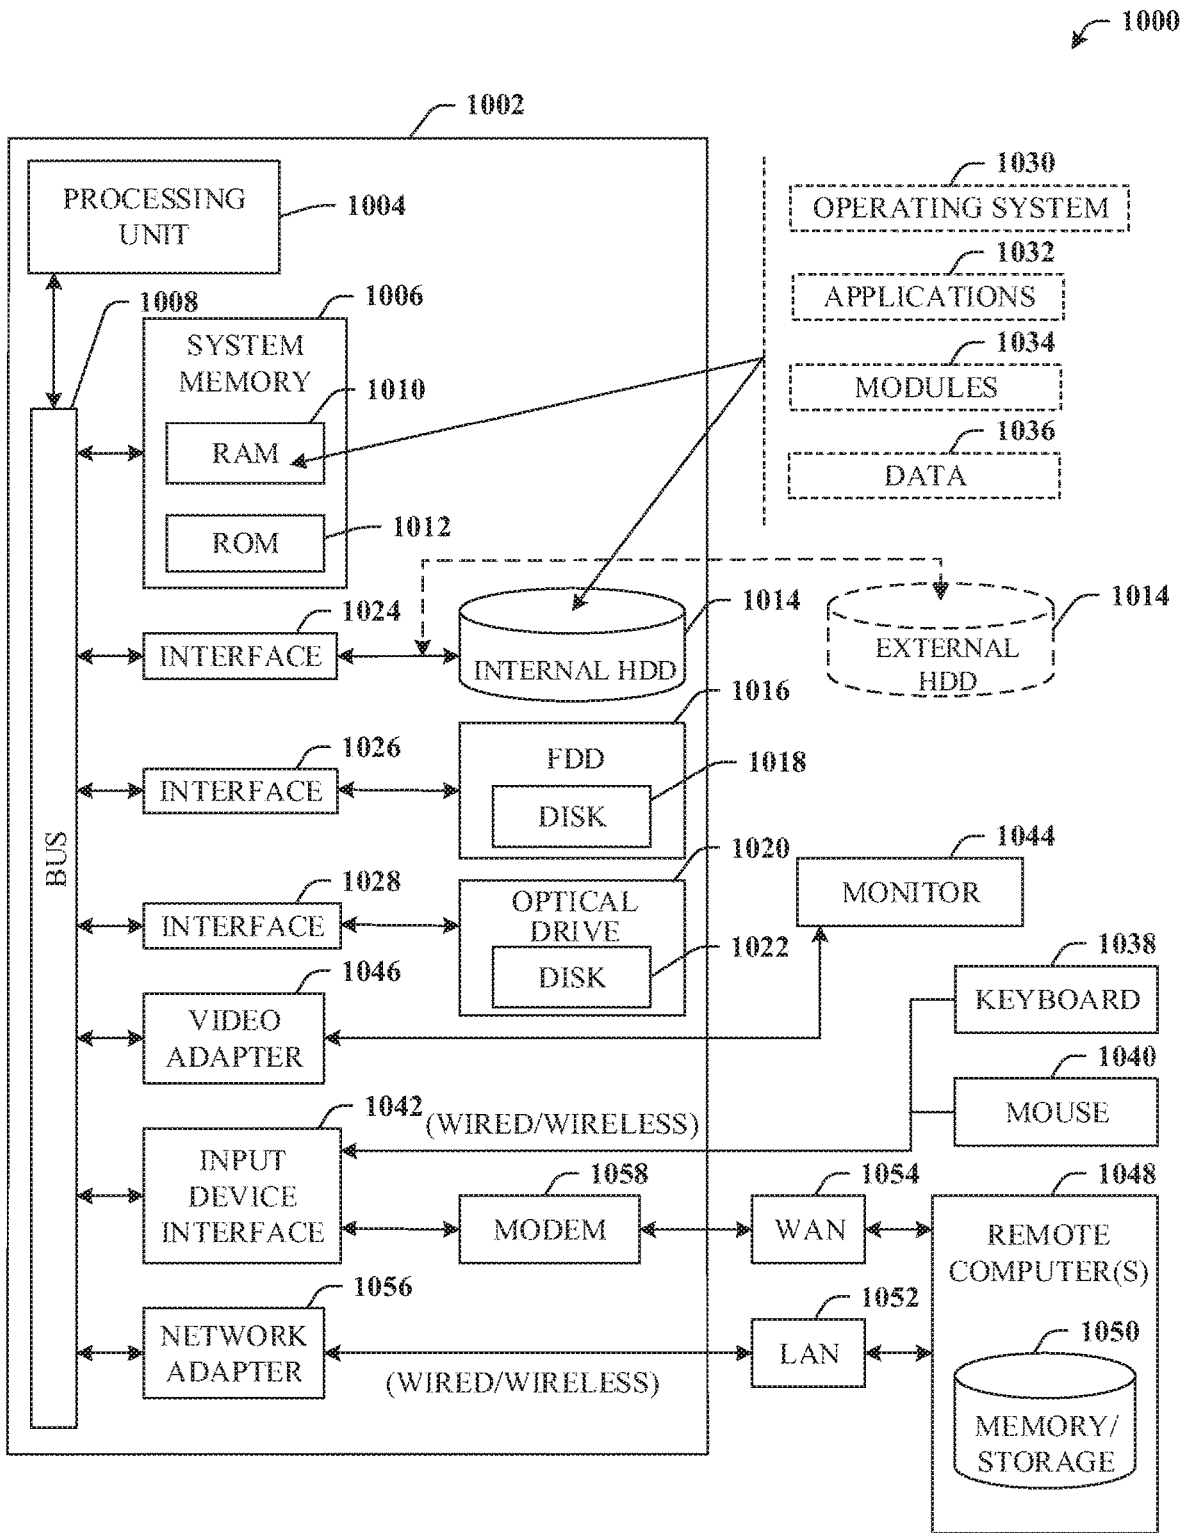 1000
1002
PROCESSING
UNIT
1004
1008
1006
SYSTEM
MEMORY
1010
RAM
1012
ROM
1030
OPERATING SYSTEM
1032
APPLICATIONS
1034
MODULES
1036
DATA
1024
INTERFACE
1014
INTERNAL HDD
1014
EXTERNAL
HDD
1016
FDD
1026
INTERFACE
1018
DISK
BUS
1020
OPTICAL
DRIVE
1028
INTERFACE
1022
DISK
1044
MONITOR
1046
VIDEO
ADAPTER
1038
KEYBOARD
1040
MOUSE
1042
(WIRED/WIRELESS)
INPUT
DEVICE
INTERFACE
1058
MODEM
1054
WAN
1048
REMOTE
COMPUTER(S)
1056
NETWORK
ADAPTER
(WIRED/WIRELESS)
1052
LAN
1050
MEMORY/
STORAGE